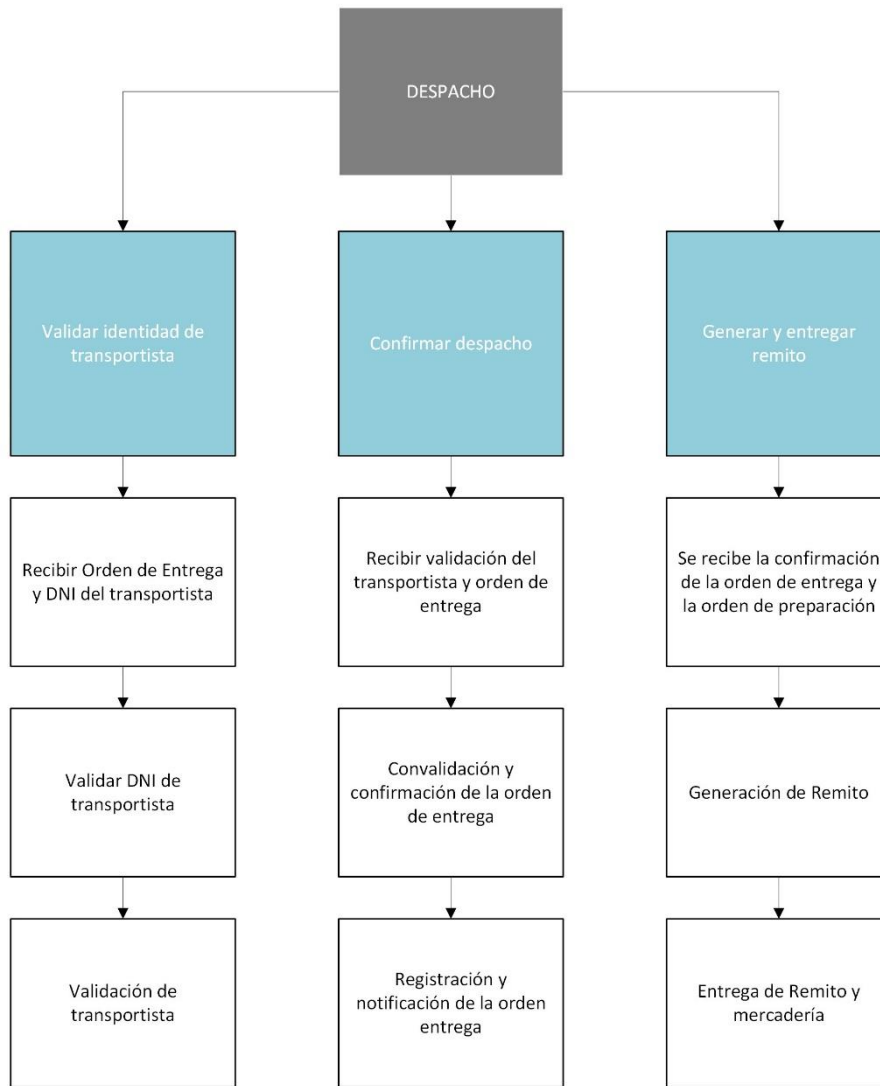 DESPACHO
Validar identidad de
transportista
Confirmar despacho
Generar y entregar
remito
Recibir Orden de Entrega
y DNI del transportista
Recibir validación del
transportista y orden de
entrega
Se recibe la confirmación
de la orden de entrega y
la orden de preparación
Validar DNI de
transportista
Convalidación y
confirmación de la orden
de entrega
Generación de Remito
Validación de
transportista
Registración y
notificación de la orden
entrega
Entrega de Remito y
mercadería